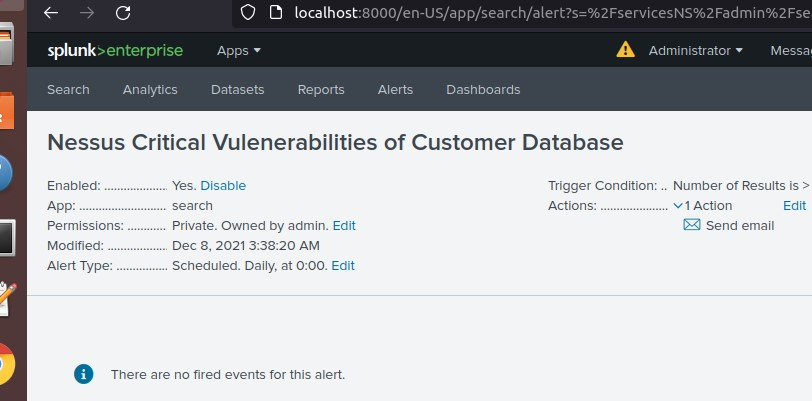 localhost:8000/en-US/app/search/alert?s=%2FservicesNS%2Fadmin%2Fse
splunk>enterprise Apps Administrator Messa
Search Analytics Datasets Reports Alerts Dashboards
Nessus Critical Vulenerabilities of Customer Database
Enabled: .................... Yes. Disable Trigger Condition: .. Number of Results is >
App: ............................ search Actions: ...................... 1 Action Edit
Permissions: ............. Private. Owned by admin. Edit Send email
Modified: ................... Dec 8, 2021 3:38:20 AM
Alert Type: ................ Scheduled. Daily, at 0:00. Edit
There are no fired events for this alert.